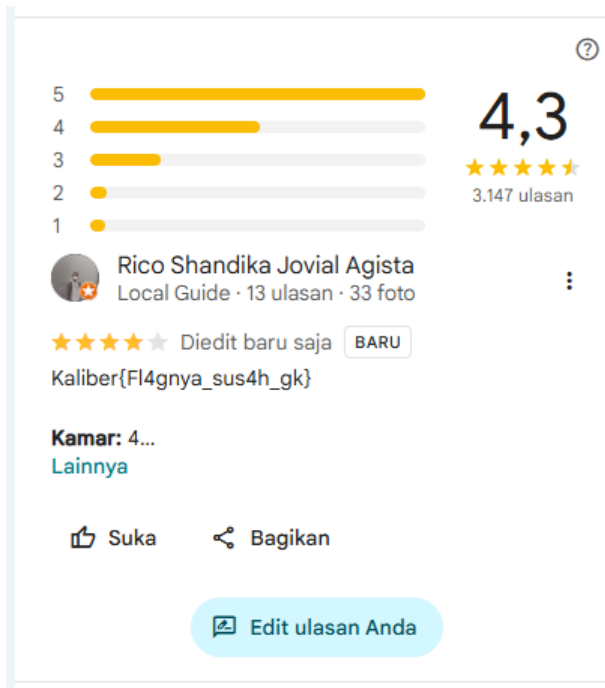 5
4
3
2
1
4,3
3.147 ulasan
Rico Shandika Jovial Agista
Local Guide · 13 ulasan · 33 foto
Diedit baru saja BARU
Kaliber{Fl4gnya_sus4h_gk}
Kamar: 4...
Lainnya
Suka Bagikan
Edit ulasan Anda